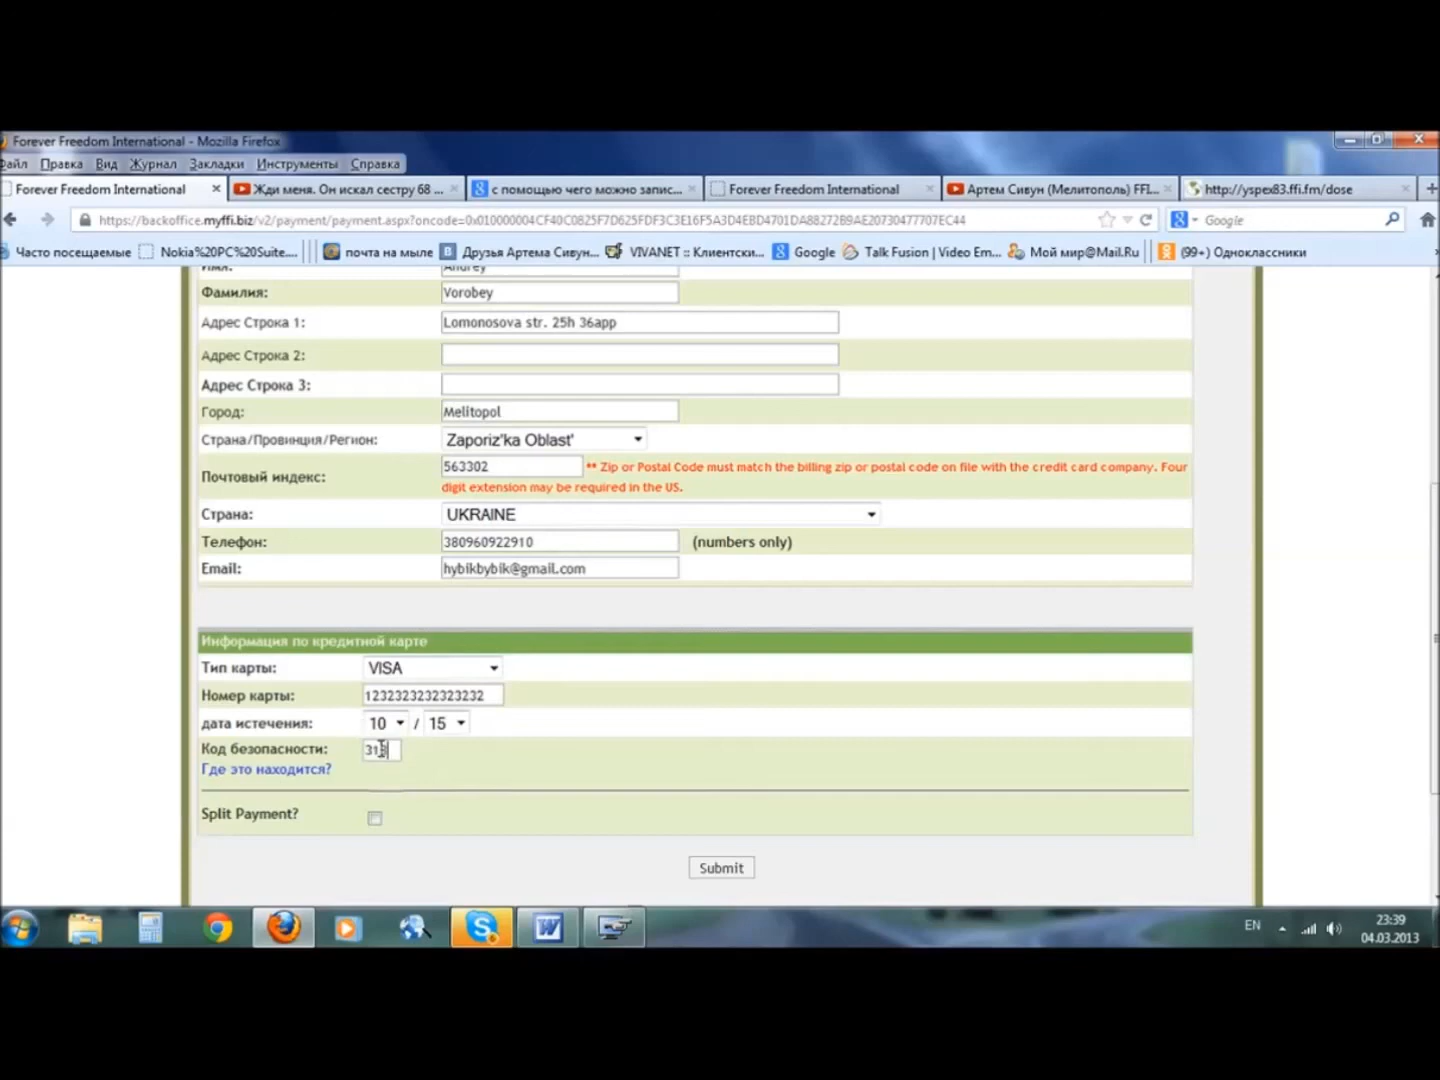 Forever Freedom International - Mozilla Firefox
Файл Правка Вид Журнал Закладки Инструменты Справка
Forever Freedom International Жди меня. Он искал сестру 68 ... с помощью чего можно запис... Forever Freedom International Артем Сивун (Мелитополь) FFI... http://yspex83.ffi.fm/dose
https://backoffice.myffi.biz/v2/payment/payment.aspx?oncode=0x010000004CF40C0825F7D625FDF3C3E16F5A3D4EBD4701DA88272B9AE20730477707EC44 Google
Часто посещаемые Nokia%20PC%20Suite.... почта на мыле Друзья Артема Сивун... VIVANET :: Клиентски... Google Talk Fusion | Video Em... Мой мир@Mail.Ru (99+) Одноклассники
Имя: Andrey
Фамилия: Vorobey
Адрес Строка 1: Lomonosova str. 25h 36app
Адрес Строка 2:
Адрес Строка 3:
Город: Melitopol
Страна/Провинция/Регион: Zaporiz'ka Oblast'
Почтовый индекс: 563302 ** Zip or Postal Code must match the billing zip or postal code on file with the credit card company. Four
digit extension may be required in the US.
Страна: UKRAINE
Телефон: 380960922910 (numbers only)
Email: hybikbybik@gmail.com
Информация по кредитной карте
Тип карты: VISA
Номер карты: 1232323232323232
дата истечения: 10 / 15
Код безопасности:
Где это находится?
Split Payment?
Submit
EN 23:39
04.03.2013